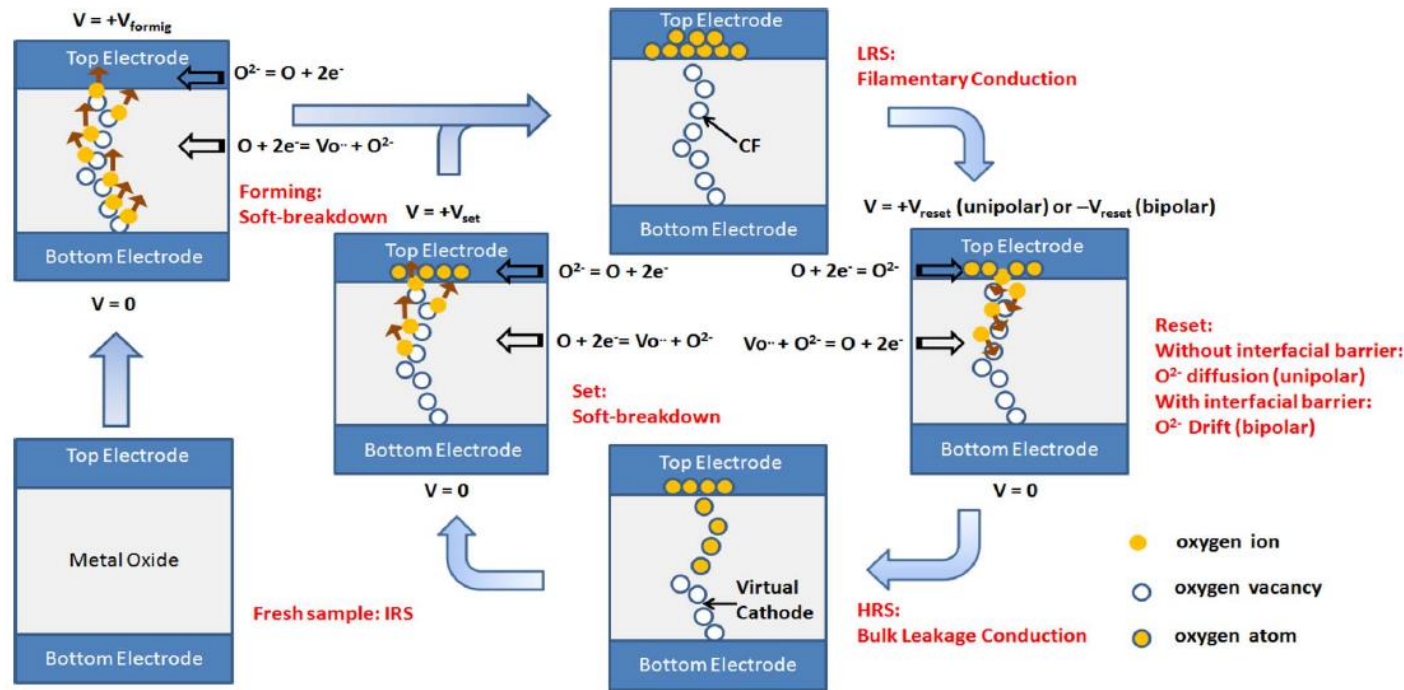 V = +Vformig
Top Electrode
O²⁻ = O + 2e⁻
O + 2e⁻= Vo·· + O²⁻
Forming:
Soft-breakdown
Bottom Electrode
V = 0
Top Electrode
CF
Bottom Electrode
LRS:
Filamentary Conduction
V = +Vset
Top Electrode
O²⁻ = O + 2e⁻
O + 2e⁻= Vo·· + O²⁻
Set:
Soft-breakdown
Bottom Electrode
V = 0
V = +Vreset (unipolar) or –Vreset (bipolar)
Top Electrode
O + 2e⁻ = O²⁻
Vo·· + O²⁻ = O + 2e⁻
Bottom Electrode
V = 0
Reset:
Without interfacial barrier:
O²⁻ diffusion (unipolar)
With interfacial barrier:
O²⁻ Drift (bipolar)
Top Electrode
Metal Oxide
Bottom Electrode
Fresh sample: IRS
Top Electrode
Virtual
Cathode
Bottom Electrode
HRS:
Bulk Leakage Conduction
oxygen ion
oxygen vacancy
oxygen atom